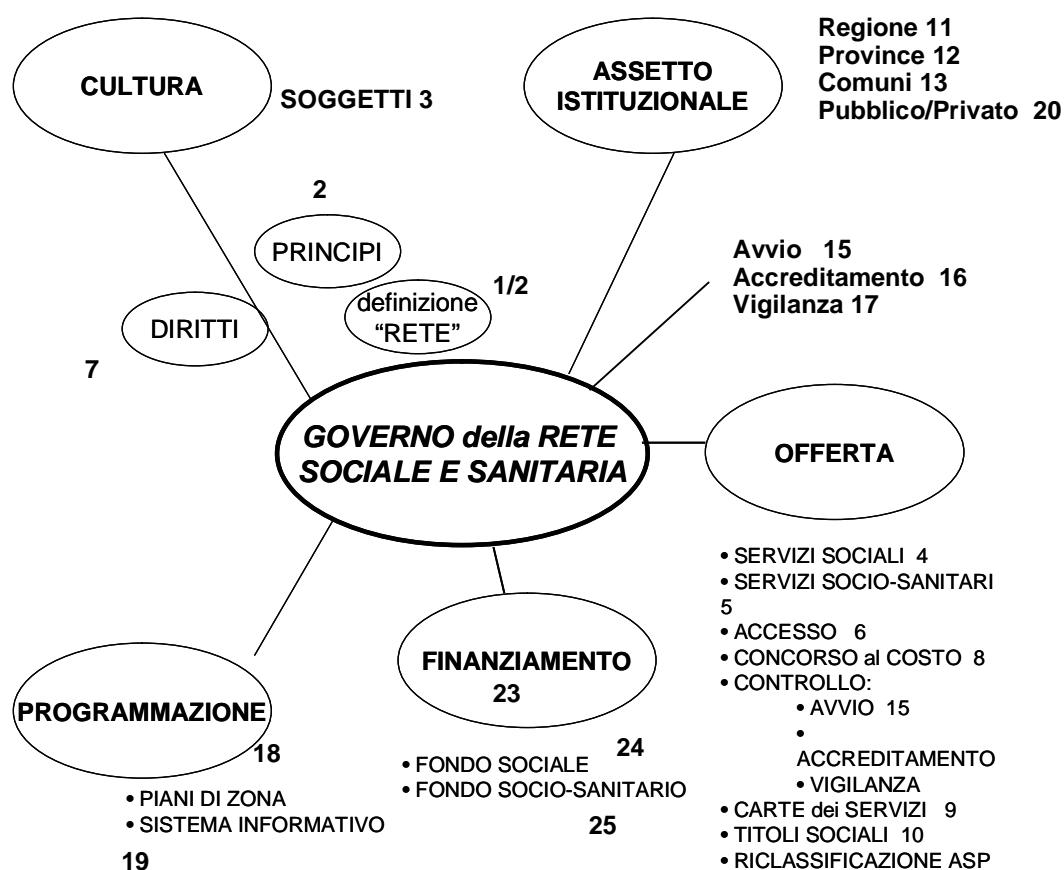 CULTURA
SOGGETTI 3
ASSETTO
ISTITUZIONALE
Regione 11
Province 12
Comuni 13
Pubblico/Privato 20
2
PRINCIPI
1/2
definizione
“RETE”
DIRITTI
7
Avvio 15
Accreditamento 16
Vigilanza 17
GOVERNO della RETE
SOCIALE E SANITARIA
OFFERTA
• SERVIZI SOCIALI 4
• SERVIZI SOCIO-SANITARI
5
• ACCESSO 6
• CONCORSO al COSTO 8
• CONTROLLO:
• AVVIO 15
•
ACCREDITAMENTO
• VIGILANZA
• CARTE dei SERVIZI 9
• TITOLI SOCIALI 10
• RICLASSIFICAZIONE ASP
FINANZIAMENTO
23
24
• FONDO SOCIALE
• FONDO SOCIO-SANITARIO
25
PROGRAMMAZIONE
18
• PIANI DI ZONA
• SISTEMA INFORMATIVO
19